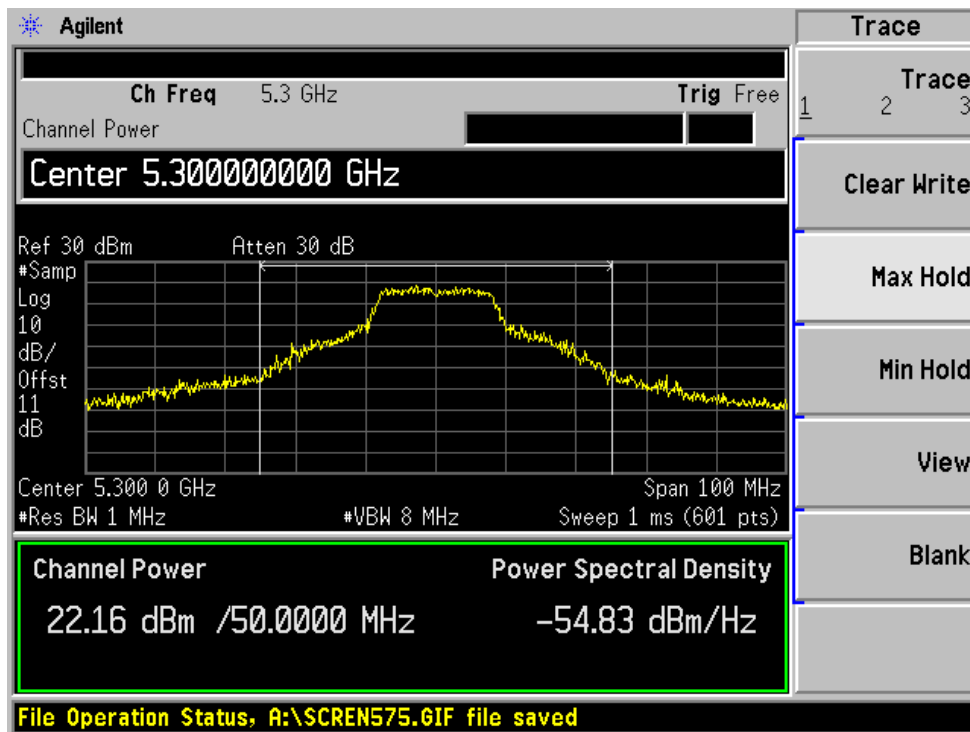 Agilent
Trace
Ch Freq 5.3 GHz Trig Free
Channel Power
Trace
1 2 3
Center 5.300000000 GHz
Clear Write
Ref 30 dBm Atten 30 dB
#Samp
Log
10
dB/
Offst
11
dB
Max Hold
Min Hold
View
Center 5.300 0 GHz Span 100 MHz
#Res BW 1 MHz #VBW 8 MHz Sweep 1 ms (601 pts)
Blank
Channel Power Power Spectral Density
22.16 dBm /50.0000 MHz -54.83 dBm/Hz
File Operation Status, A:\SCREN575.GIF file saved